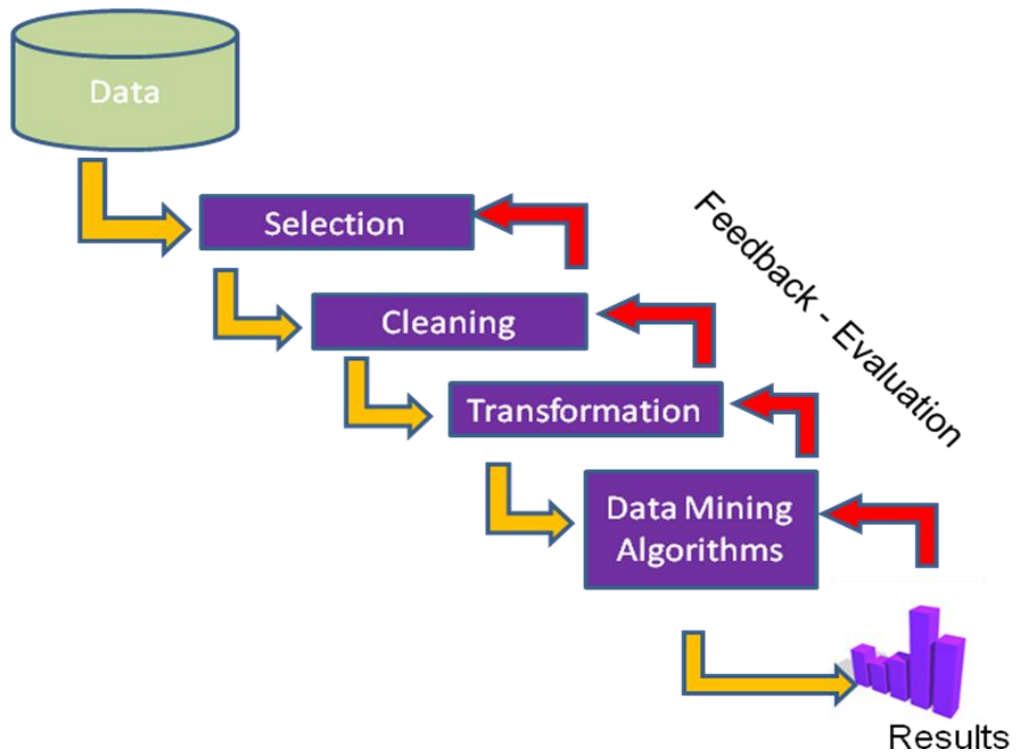 Data
Selection
Cleaning
Transformation
Data Mining
Algorithms
Feedback - Evaluation
Results